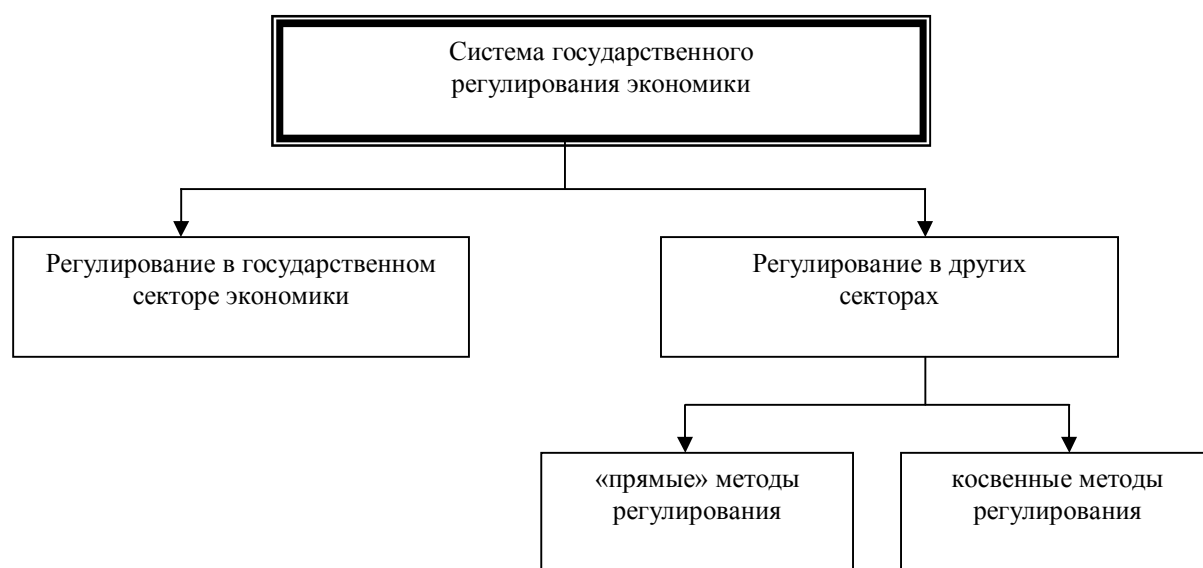 Система государственного
регулирования экономики
Регулирование в государственном
секторе экономики
Регулирование в других
секторах
«прямые» методы
регулирования
косвенные методы
регулирования